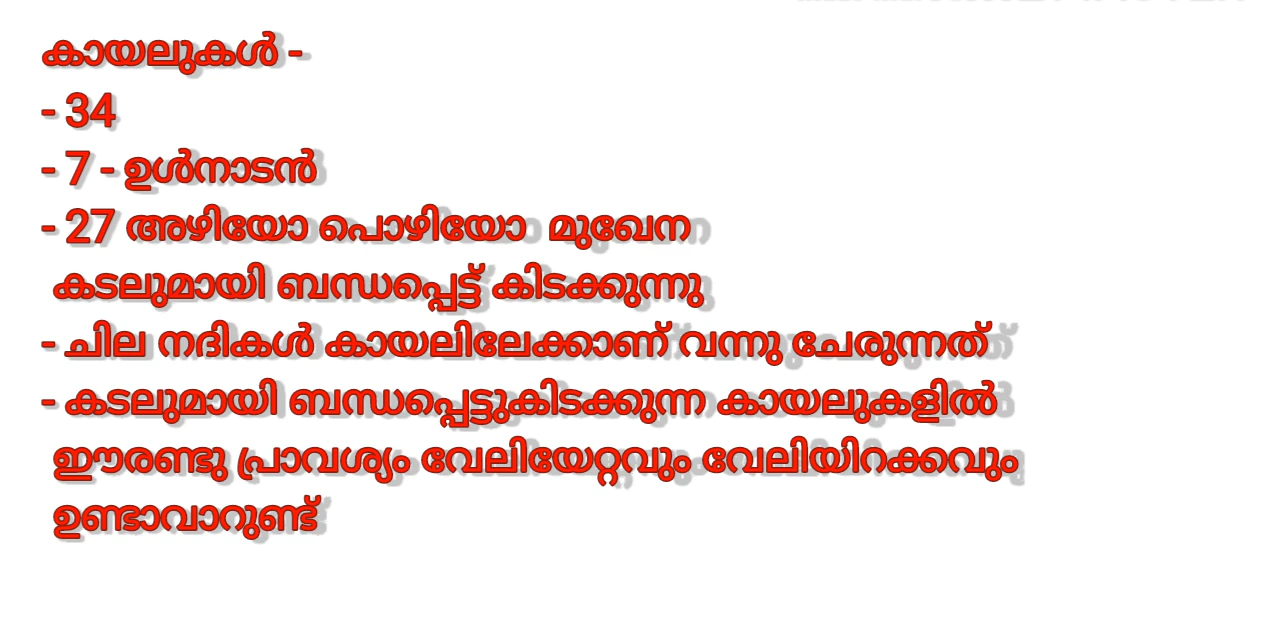 കായലുകൾ -
- 34
- 7 - ഉൾനാടൻ
- 27 അഴിയോ പൊഴിയോ മുഖേന
കടലുമായി ബന്ധപ്പെട്ട് കിടക്കുന്നു
- ചില നദികൾ കായലിലേക്കാണ് വന്നു ചേരുന്നത്
- കടലുമായി ബന്ധപ്പെട്ടുകിടക്കുന്ന കായലുകളിൽ
ഈരണ്ടു പ്രാവശ്യം വേലിയേറ്റവും വേലിയിറക്കവും
ഉണ്ടാവാറുണ്ട്